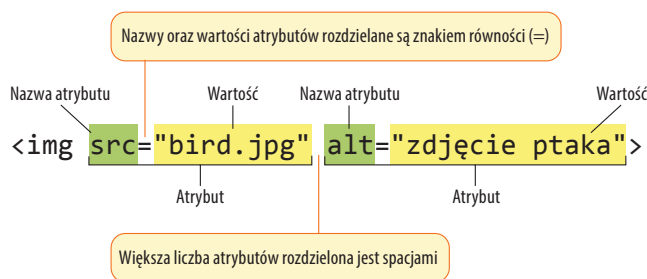 Nazwy oraz wartości atrybutów rozdzielane są znakiem równości (=)
Nazwa atrybutu Wartość Nazwa atrybutu Wartość
<img src="bird.jpg" alt="zdjęcie ptaka">
Atrybut Atrybut
Większa liczba atrybutów rozdzielona jest spacjami